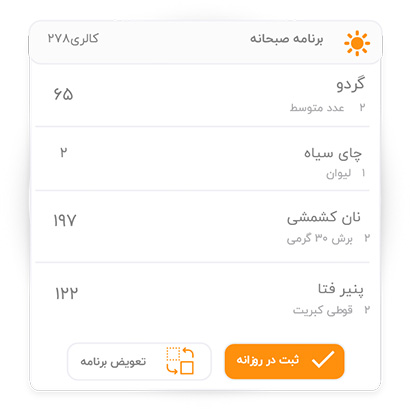 برنامه صبحانه کالری۲۷۸
گردو ۶۵
۲ عدد متوسط
چای سیاه ۲
۱ لیوان
نان کشمشی ۱۹۷
۲ برش ۳۰ گرمی
پنیر فتا ۱۲۲
۲ قوطی کبریت
ثبت در روزانه تعویض برنامه